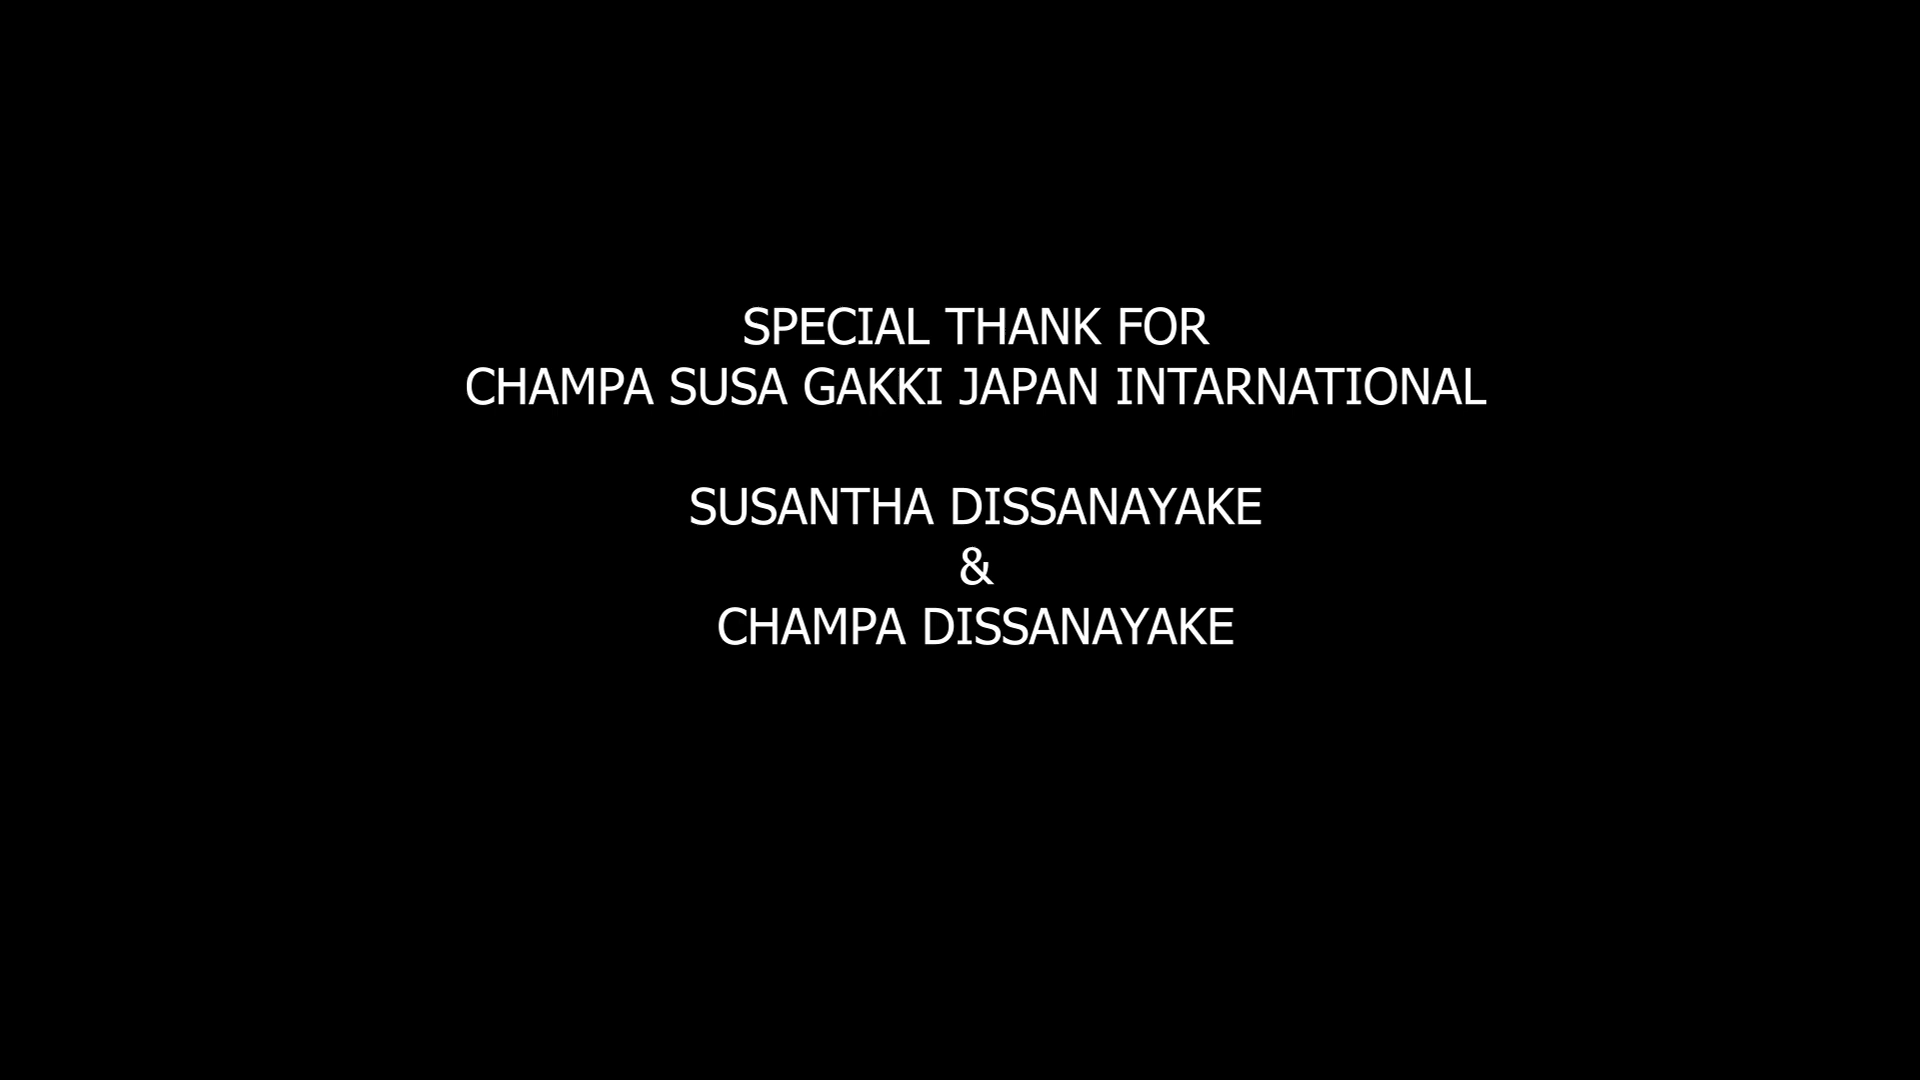 SPECIAL THANK FOR
CHAMPA SUSA GAKKI JAPAN INTARNATIONAL
SUSANTHA DISSANAYAKE
&
CHAMPA DISSANAYAKE